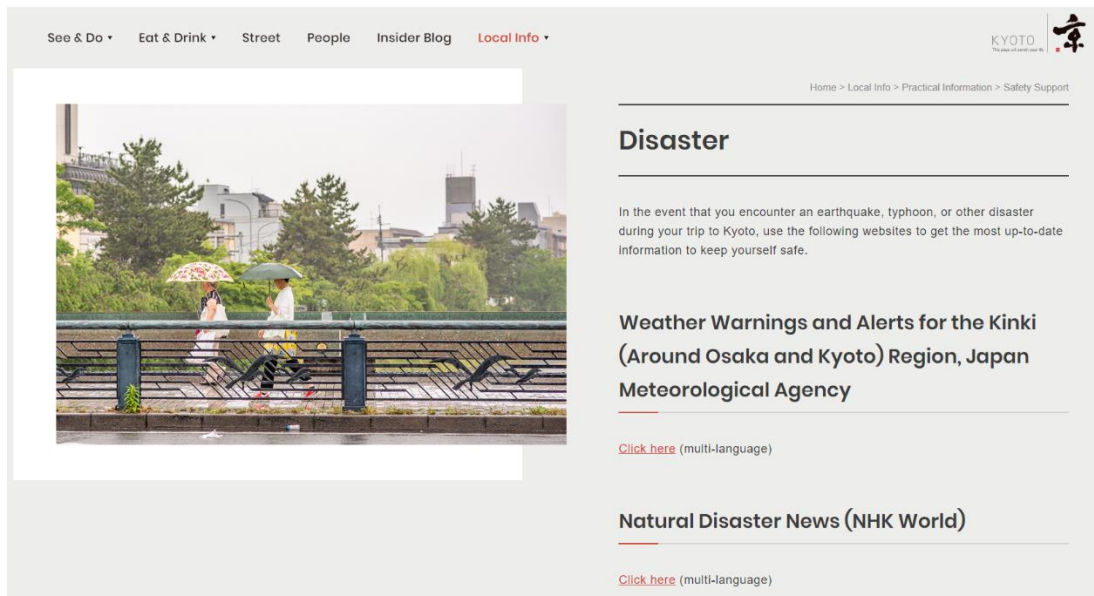 See & Do ▾
Eat & Drink ▾
Street
People
Insider Blog
Local Info ▾
KYOTO
京
Home > Local Info > Practical Information > Safety Support
Disaster
In the event that you encounter an earthquake, typhoon, or other disaster
during your trip to Kyoto, use the following websites to get the most up-to-date
information to keep yourself safe.
Weather Warnings and Alerts for the Kinki
(Around Osaka and Kyoto) Region, Japan
Meteorological Agency
Click here (multi-language)
Natural Disaster News (NHK World)
Click here (multi-language)